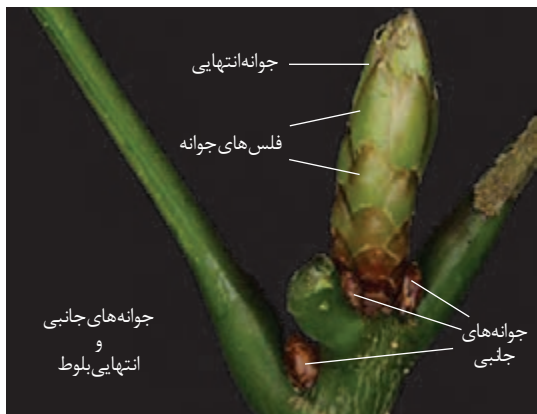 جوانه‌انتهایی
فلس‌های جوانه
جوانه‌های
جانبی
جوانه‌های جانبی
و
انتهایی بلوط